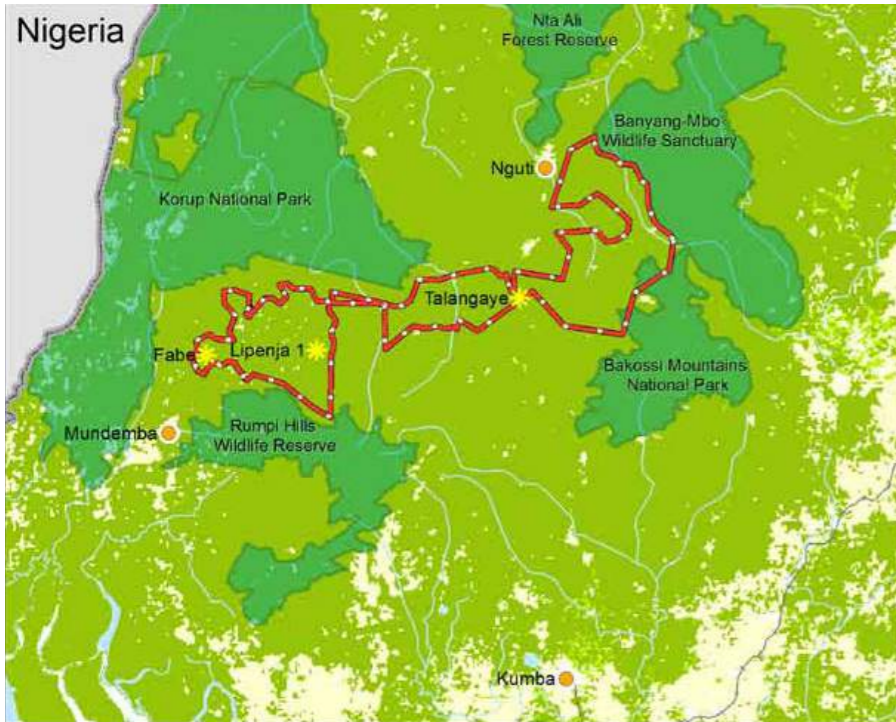 Nigeria
Nta Ali
Forest Reserve
Banyang-Mbo
Wildlife Sanctuary
Nguti
Korup National Park
Talangaye
Fabe
Lipenja 1
Bakossi Mountains
National Park
Rumpi Hills
Wildlife Reserve
Mundemba
Kumba